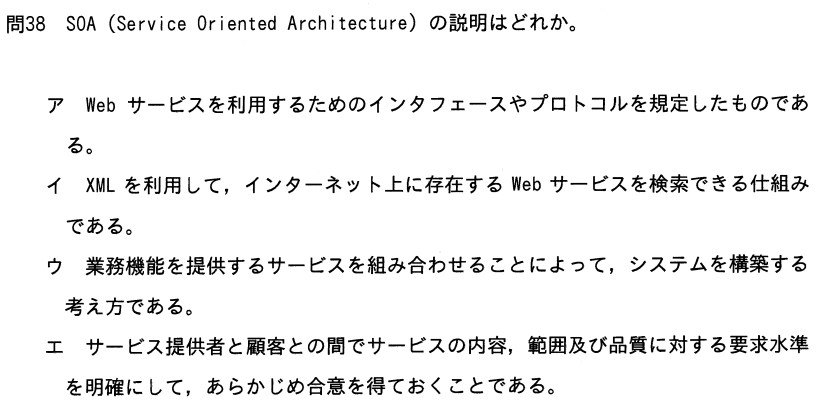 問38 SOA（Service Oriented Architecture）の説明はどれか。
ア Web サービスを利用するためのインタフェースやプロトコルを規定したものであ
る。
イ XML を利用して，インターネット上に存在する Web サービスを検索できる仕組み
である。
ウ 業務機能を提供するサービスを組み合わせることによって，システムを構築する
考え方である。
エ サービス提供者と顧客との間でサービスの内容，範囲及び品質に対する要求水準
を明確にして，あらかじめ合意を得ておくことである。